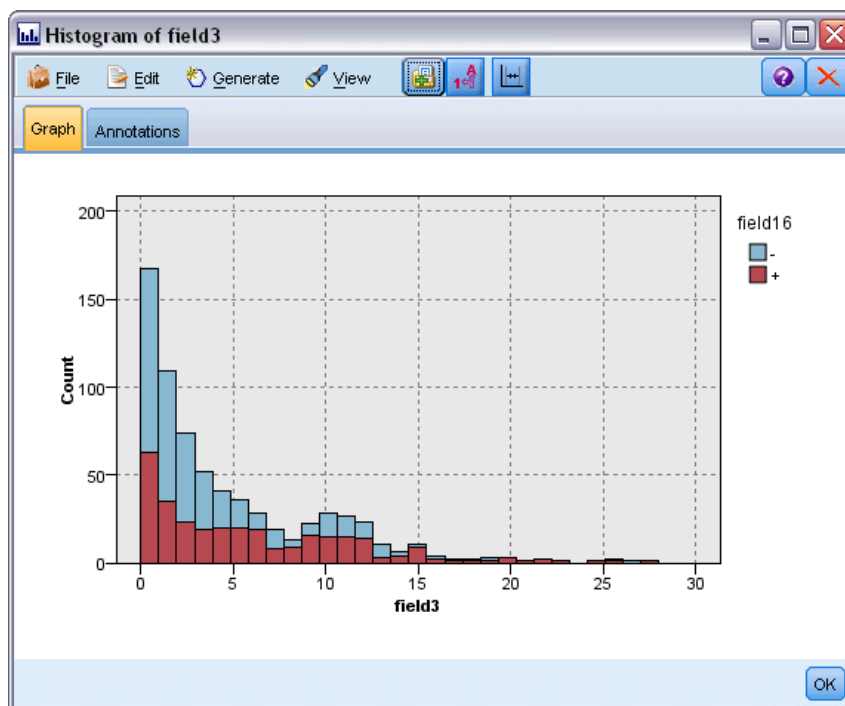 Histogram of field3
File Edit Generate View
Graph Annotations
200
150
100
50
0
Count
0 5 10 15 20 25 30
field3
field16
-
+
OK